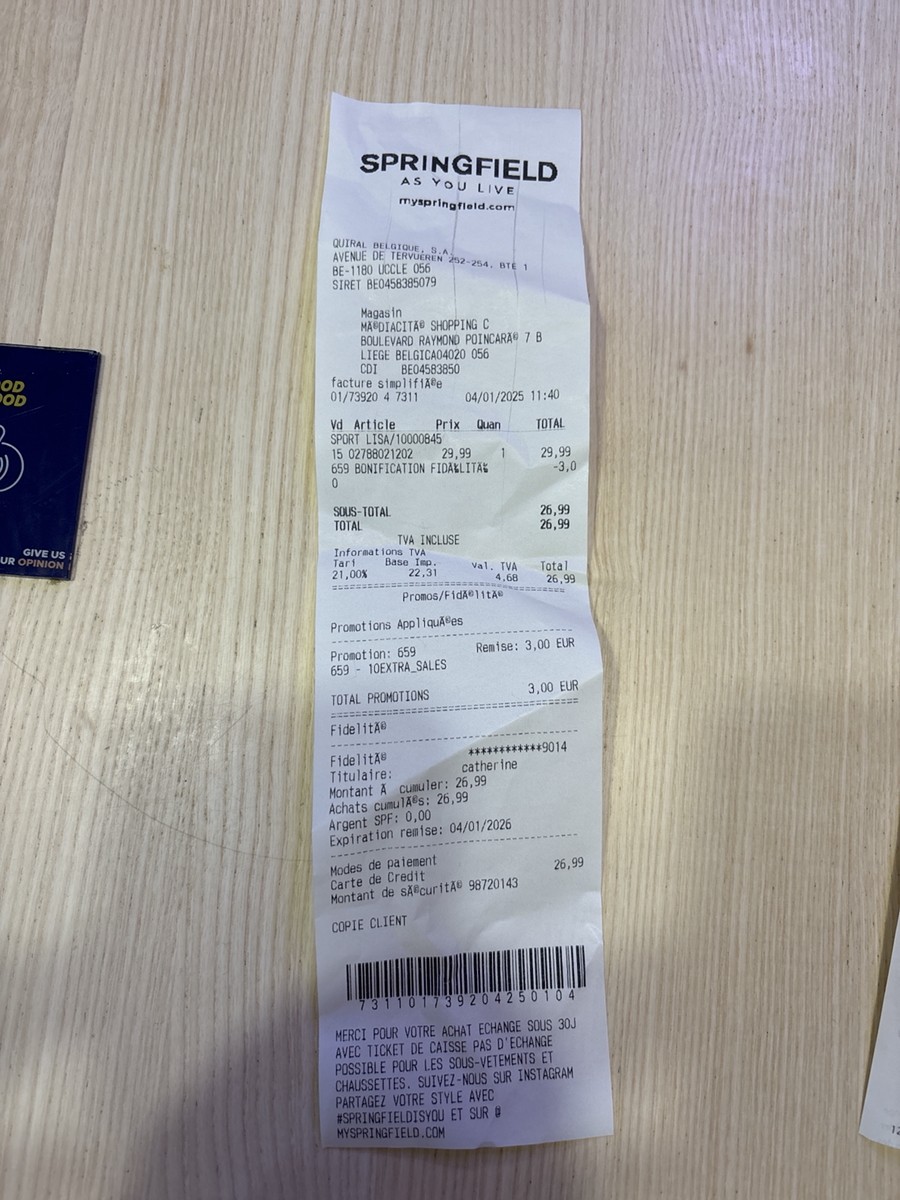 SPRINGFIELD
AS YOU LIVE
myspringfield.com
QUIRAL BELGIQUE, S.A.
AVENUE DE TERVUEREN 252-254. BTE 1
BE-1180 UCCLE 056
SIRET BE0458385079
Magasin
MĩDIACITÃ© SHOPPING C
BOULEVARD RAYMOND POINCARÃ© 7 B
LIEGE BELGICA04020 056
CDI BE04583850
facture simplifiÃ©e
01/73920 4 7311 04/01/2025 11:40
Vd Article Prix Quan TOTAL
SPORT LISA/10000845
15 02788021202 29,99 1 29,99
659 BONIFICATION FIDÃ‰LITÃ‰ -3,0
0
SOUS-TOTAL 26,99
TOTAL 26,99
TVA INCLUSE
Informations TVA
Tari Base Imp. Val. TVA Total
21,00% 22,31 4,68 26,99
Promos/FidÃ©litÃ©
Promotions AppliquÃ©es
Promotion: 659 Remise: 3,00 EUR
659 - 10EXTRA_SALES
TOTAL PROMOTIONS 3,00 EUR
FidelitÃ©
FidelitÃ© ************9014
Titulaire: catherine
Montant Ã cumuler: 26,99
Achats cumulÃ©s: 26,99
Argent SPF: 0,00
Expiration remise: 04/01/2026
Modes de paiement
Carte de Credit 26,99
Montant de sÃ©curitÃ© 98720143
COPIE CLIENT
731101739204250104
MERCI POUR VOTRE ACHAT ECHANGE SOUS 30J
AVEC TICKET DE CAISSE PAS D'ECHANGE
POSSIBLE POUR LES SOUS-VETEMENTS ET
CHAUSSETTES. SUIVEZ-NOUS SUR INSTAGRAM
PARTAGEZ VOTRE STYLE AVEC
#SPRINGFIELDISYOU ET SUR @
MYSPRINGFIELD.COM
GIVE US
UR OPINION